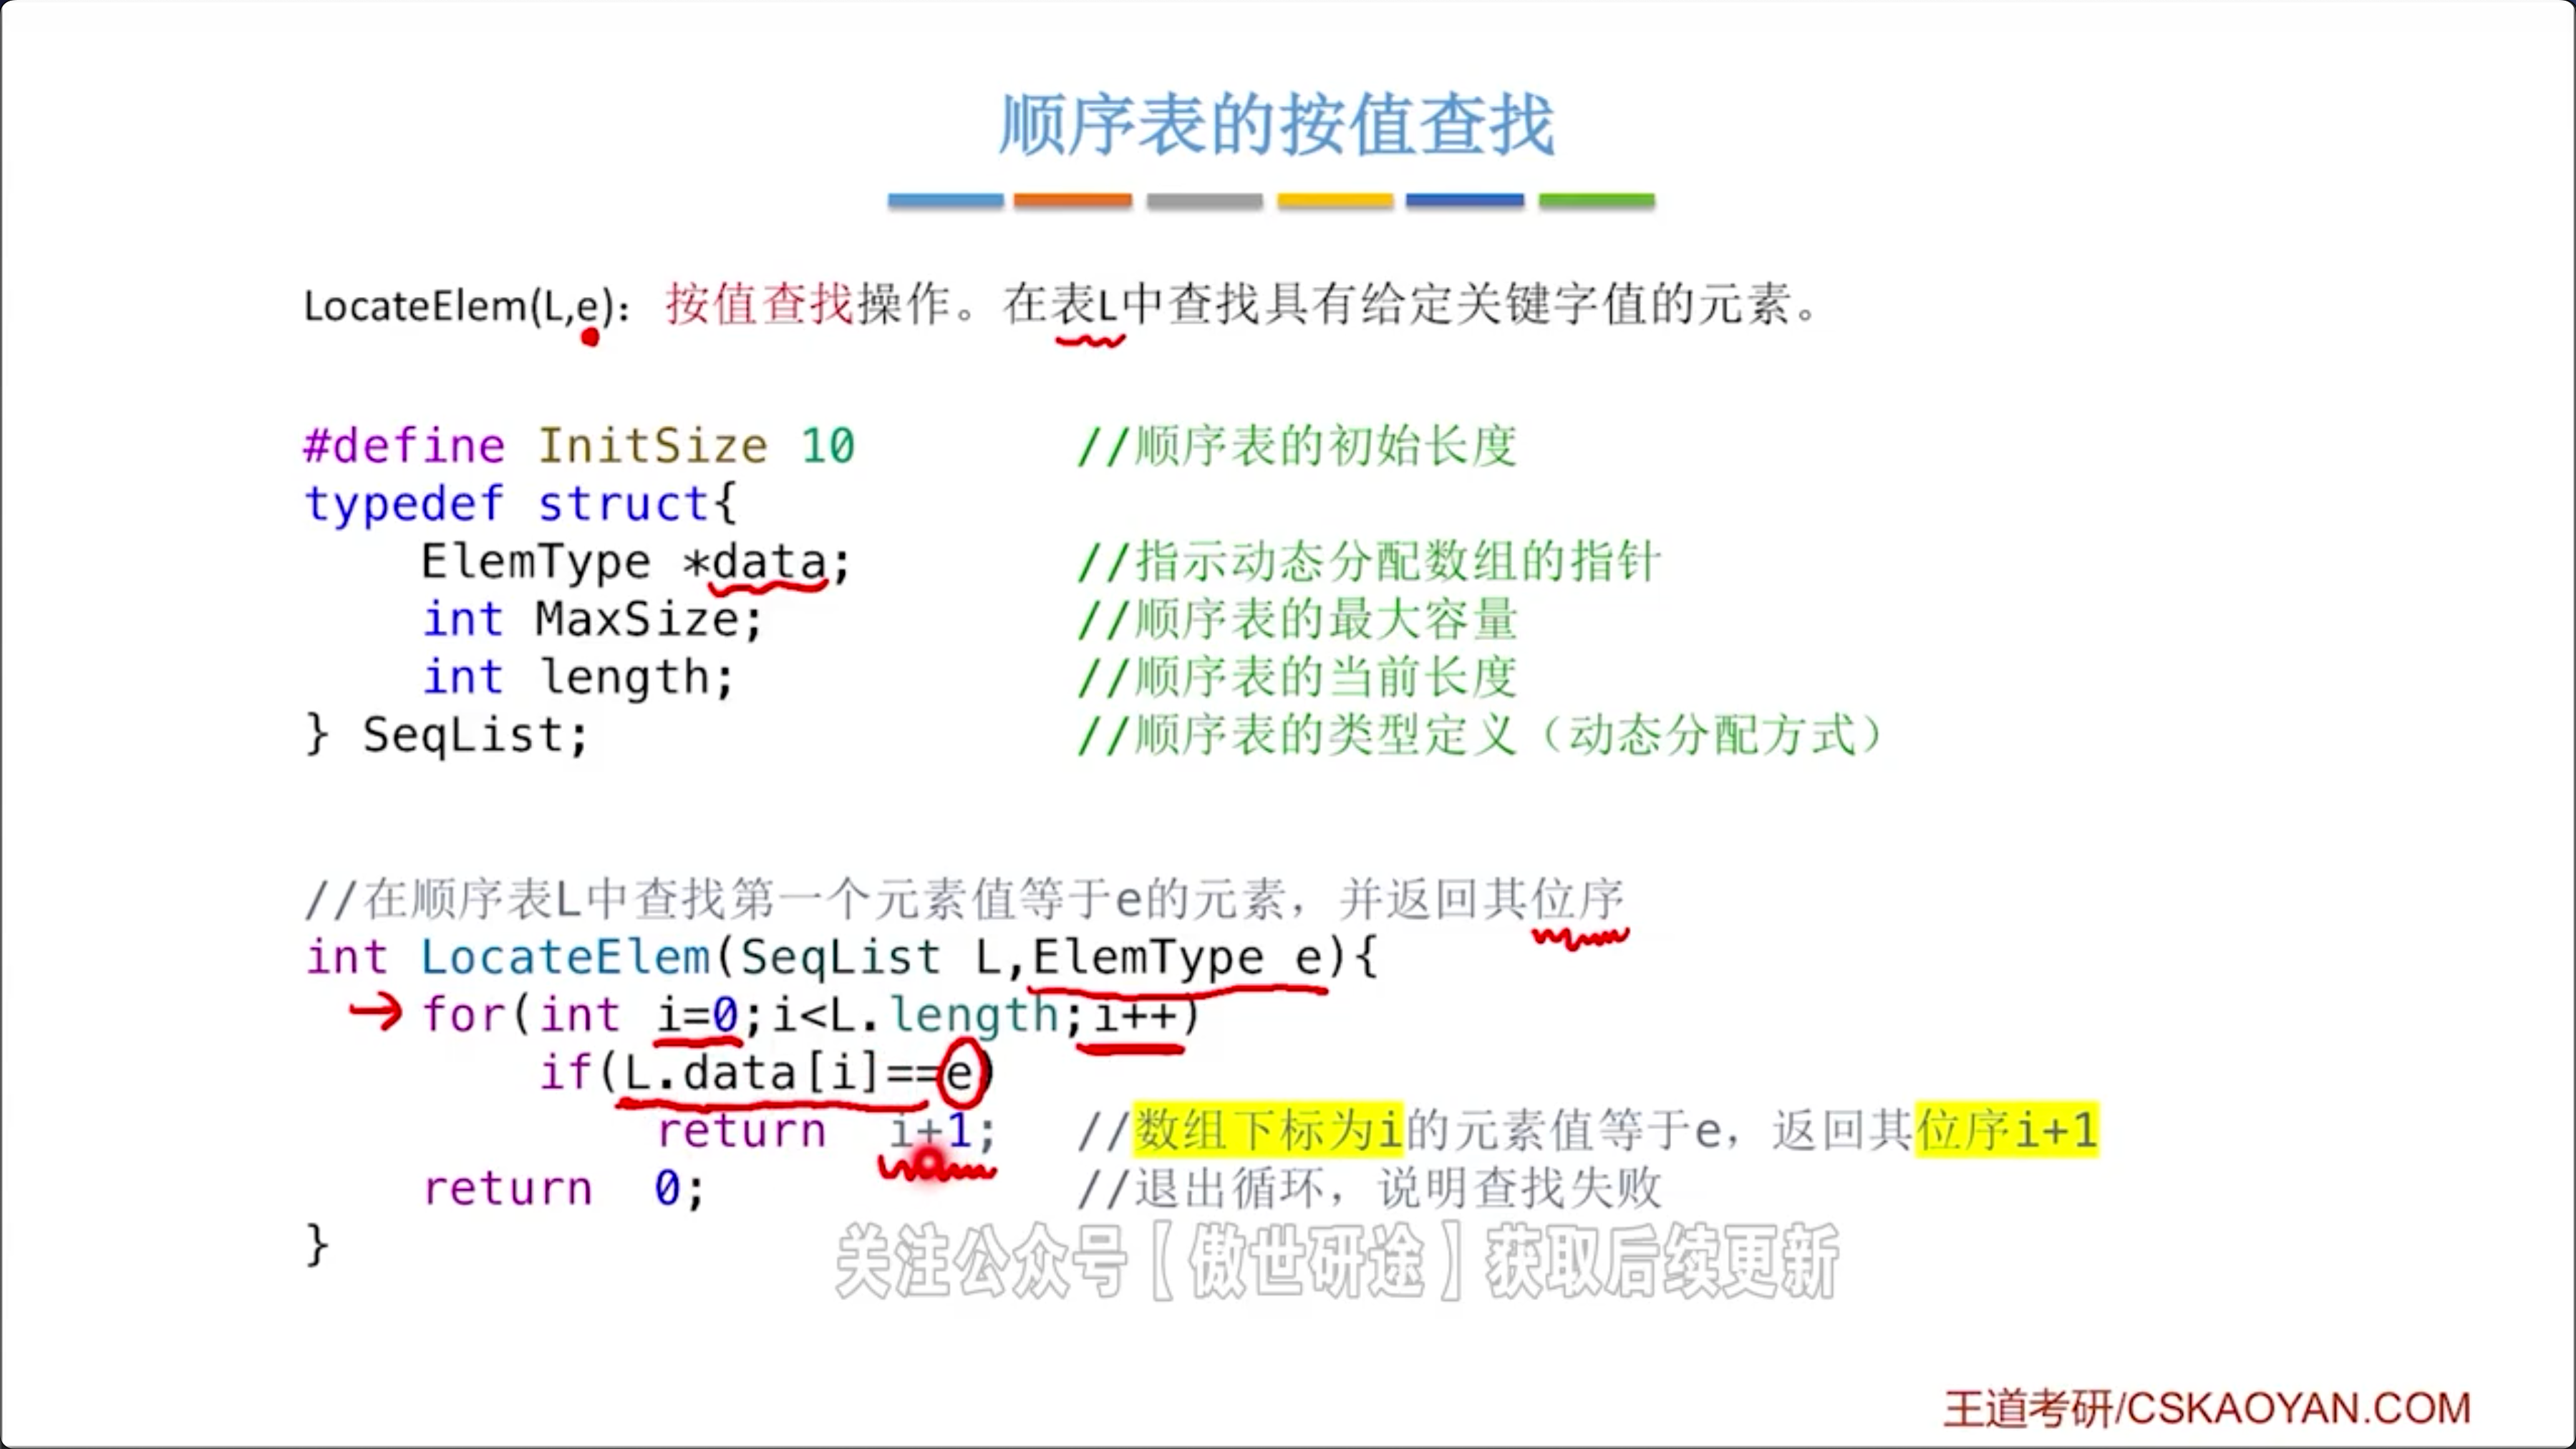 顺序表的按值查找
LocateElem(L,e)：按值查找操作。在表L中查找具有给定关键字值的元素。
#define InitSize 10 //顺序表的初始长度
typedef struct{
ElemType *data; //指示动态分配数组的指针
int MaxSize; //顺序表的最大容量
int length; //顺序表的当前长度
} SeqList; //顺序表的类型定义（动态分配方式）
//在顺序表L中查找第一个元素值等于e的元素，并返回其位序
int LocateElem(SeqList L,ElemType e){
for(int i=0;i<L.length;i++)
if(L.data[i]==e)
return i+1; //数组下标为i的元素值等于e，返回其位序i+1
return 0; //退出循环，说明查找失败
}
关注公众号【傲世研途】获取后续更新
王道考研/CSKAOYAN.COM